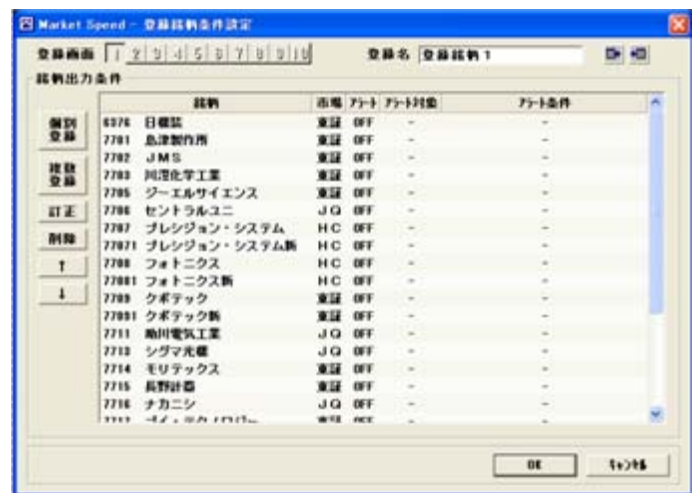 Market Speed - 登録銘柄条件設定
登録画面 1 2 3 4 5 6 7 8 9 10 登録名 登録銘柄 1
銘柄出力条件
銘柄 市場 アラート アラート対象 アラート条件
個別登録
複数登録
訂正
削除
↑
↓
6376 日機装 東証 OFF - -
7701 島津製作所 東証 OFF - -
7702 JMS 東証 OFF - -
7703 川澄化学工業 東証 OFF - -
7705 ジーエルサイエンス 東証 OFF - -
7706 セントラルユニ JQ OFF - -
7707 プレシジョン・システム HC OFF - -
77071 プレシジョン・システム新 HC OFF - -
7708 フォトニクス HC OFF - -
77081 フォトニクス新 HC OFF - -
7709 クボテック 東証 OFF - -
77091 クボテック新 東証 OFF - -
7711 助川電気工業 JQ OFF - -
7713 シグマ光機 JQ OFF - -
7714 モリテックス 東証 OFF - -
7715 長野計器 東証 OFF - -
7716 ナカニシ JQ OFF - -
OK キャンセル